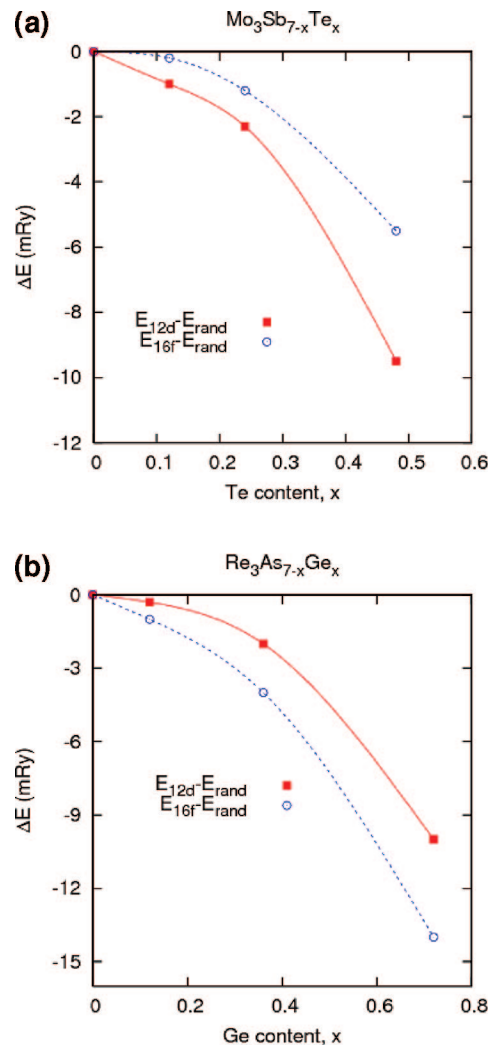 (a)
Mo3Sb7-xTex
0
-2
-4
-6
-8
-10
-12
ΔE (mRy)
E12d-Erand
E16f-Erand
0 0.1 0.2 0.3 0.4 0.5 0.6
Te content, x
(b)
Re3As7-xGex
0
-3
-6
-9
-12
-15
ΔE (mRy)
E12d-Erand
E16f-Erand
0 0.2 0.4 0.6 0.8
Ge content, x